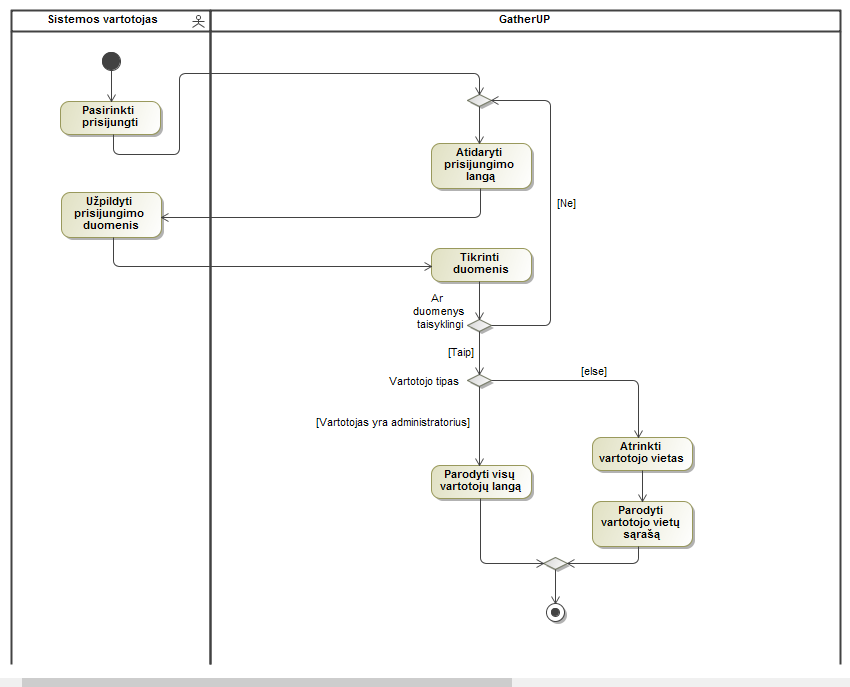 Sistemos vartotojas
GatherUP
Pasirinkti
prisijungti
Atidaryti
prisijungimo
langą
[Ne]
Užpildyti
prisijungimo
duomenis
Tikrinti
duomenis
Ar
duomenys
taisyklingi
[Taip]
[else]
Vartotojo tipas
[Vartotojas yra administratorius]
Atrinkti
vartotojo vietas
Parodyti visų
vartotojų langą
Parodyti
vartotojo vietų
sąrašą